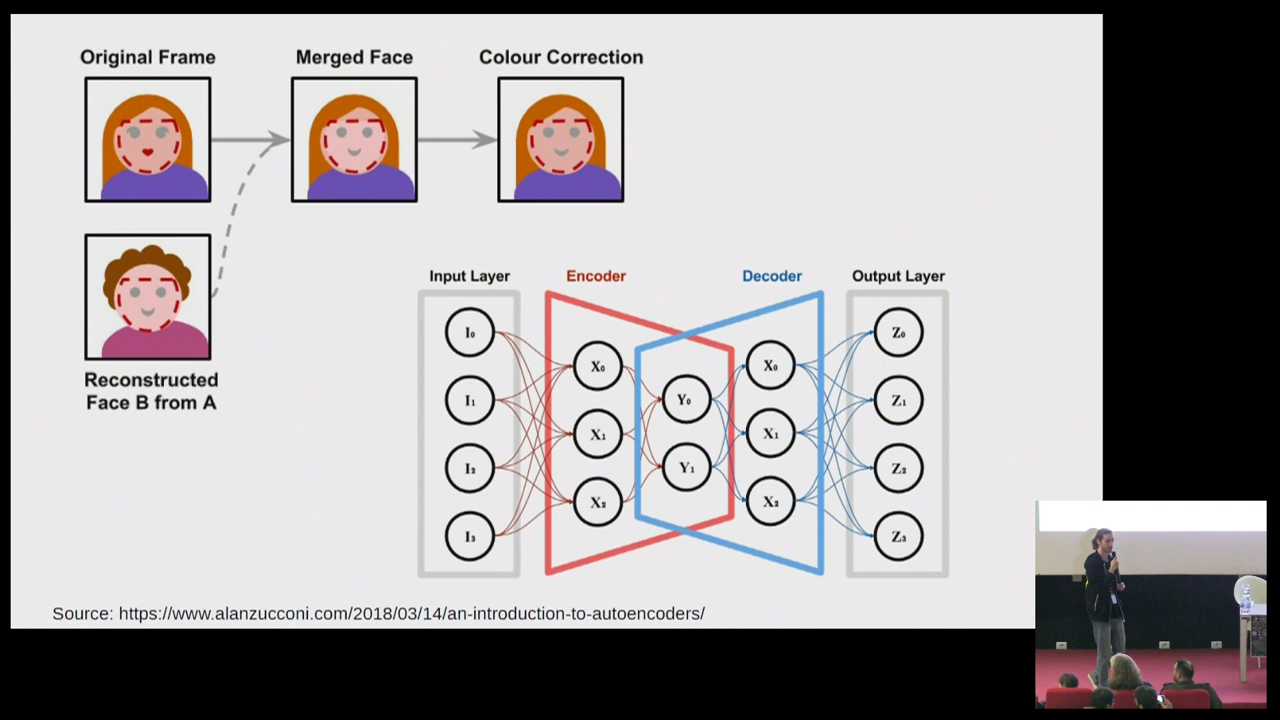 Original Frame
Merged Face
Colour Correction
Reconstructed
Face B from A
Input Layer
Encoder
Decoder
Output Layer
I₀
X₀
Y₀
X₀
Z₀
I₁
X₁
Y₁
X₁
Z₁
I₂
X₂
X₂
Z₂
I₃
Z₃
Source: https://www.alanzucconi.com/2018/03/14/an-introduction-to-autoencoders/